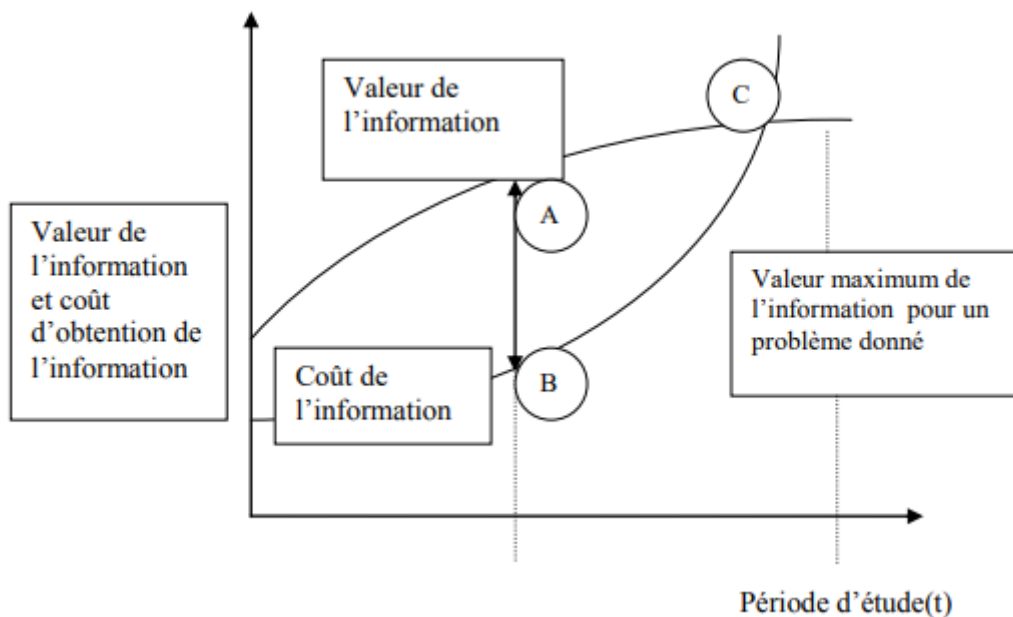 Valeur de
l’information
C
A
Valeur de
l’information
et coût
d’obtention de
l’information
Valeur maximum de
l’information pour un
problème donné
Coût de
l’information
B
Période d’étude(t)